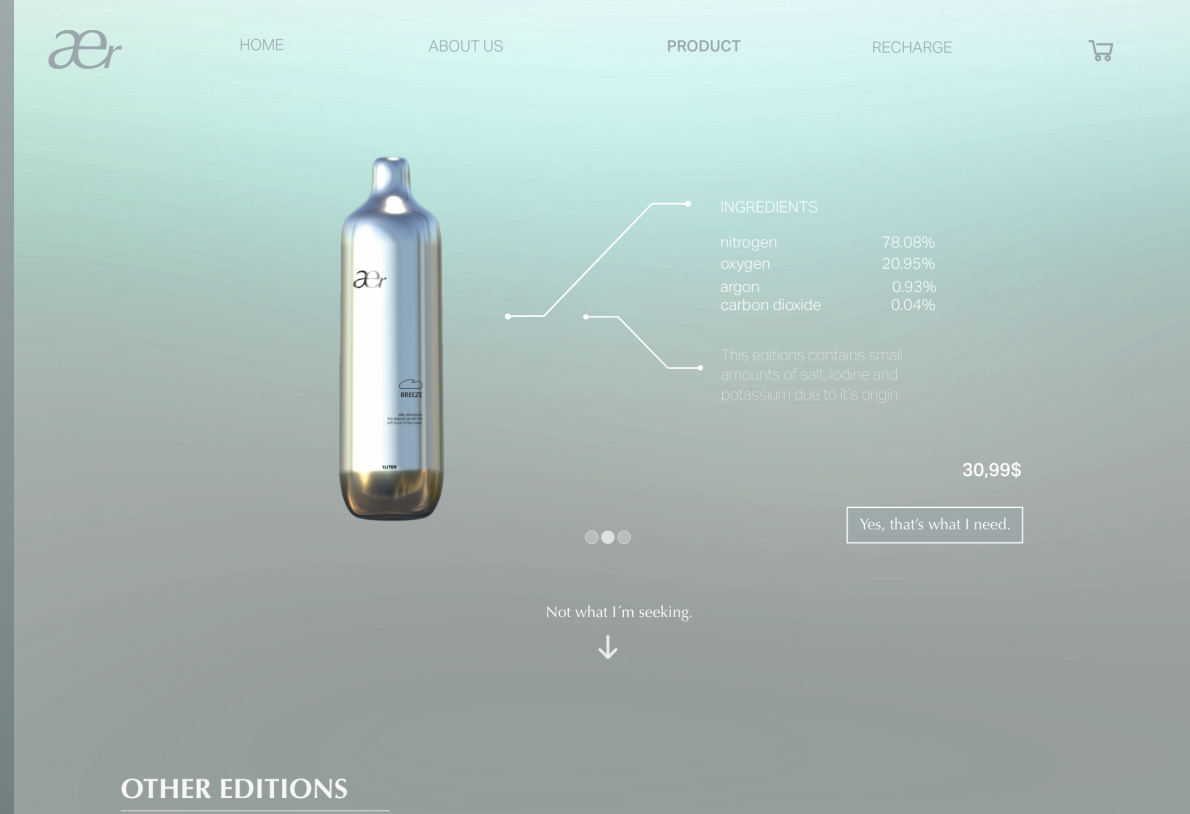 ær
HOME
ABOUT US
PRODUCT
RECHARGE
INGREDIENTS
nitrogen 78.08%
oxygen 20.95%
argon 0.93%
carbon dioxide 0.04%
This editions contains small
amounts of salt, iodine and
potassium due to it's origin.
ær
BREEZE
1LITER
30,99$
Yes, that's what I need.
Not what I´m seeking.
OTHER EDITIONS